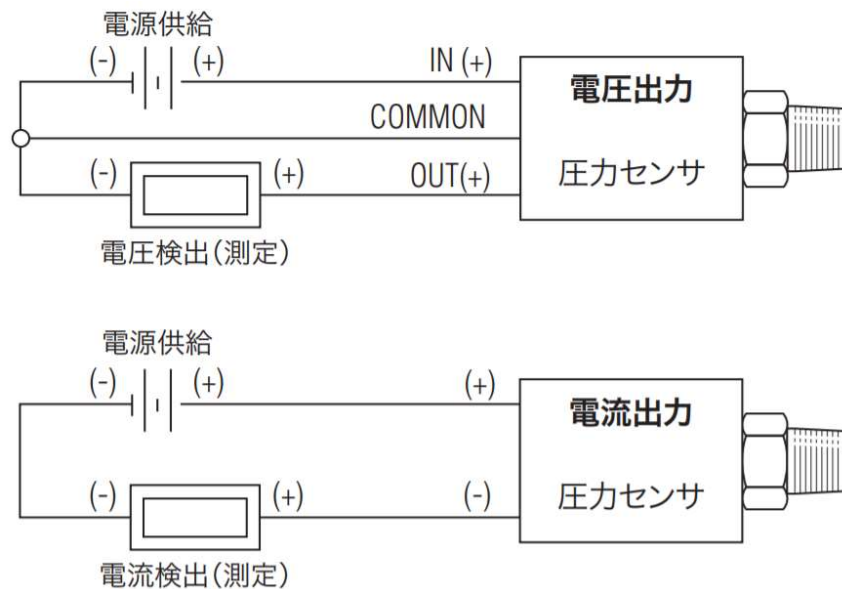 電源供給
(-) (+) IN (+)
電圧出力
COMMON
圧力センサ
(-) (+) OUT(+)
電圧検出(測定)
電源供給
(-) (+) (+)
電流出力
圧力センサ
(-) (+) (-)
電流検出(測定)